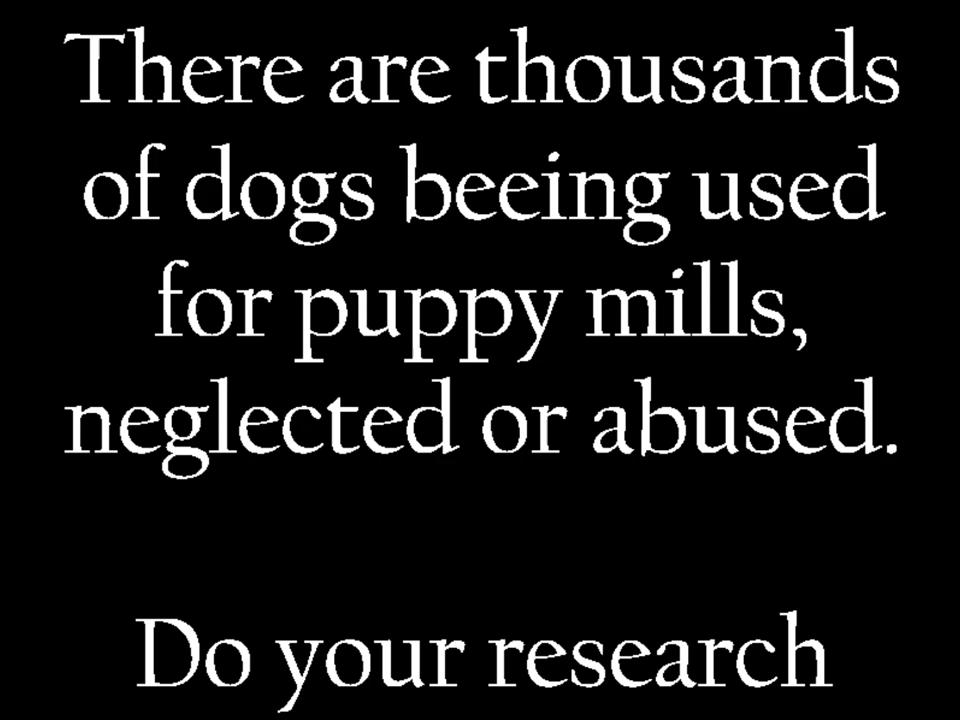 There are thousands
of dogs beeing used
for puppy mills,
neglected or abused.
Do your research